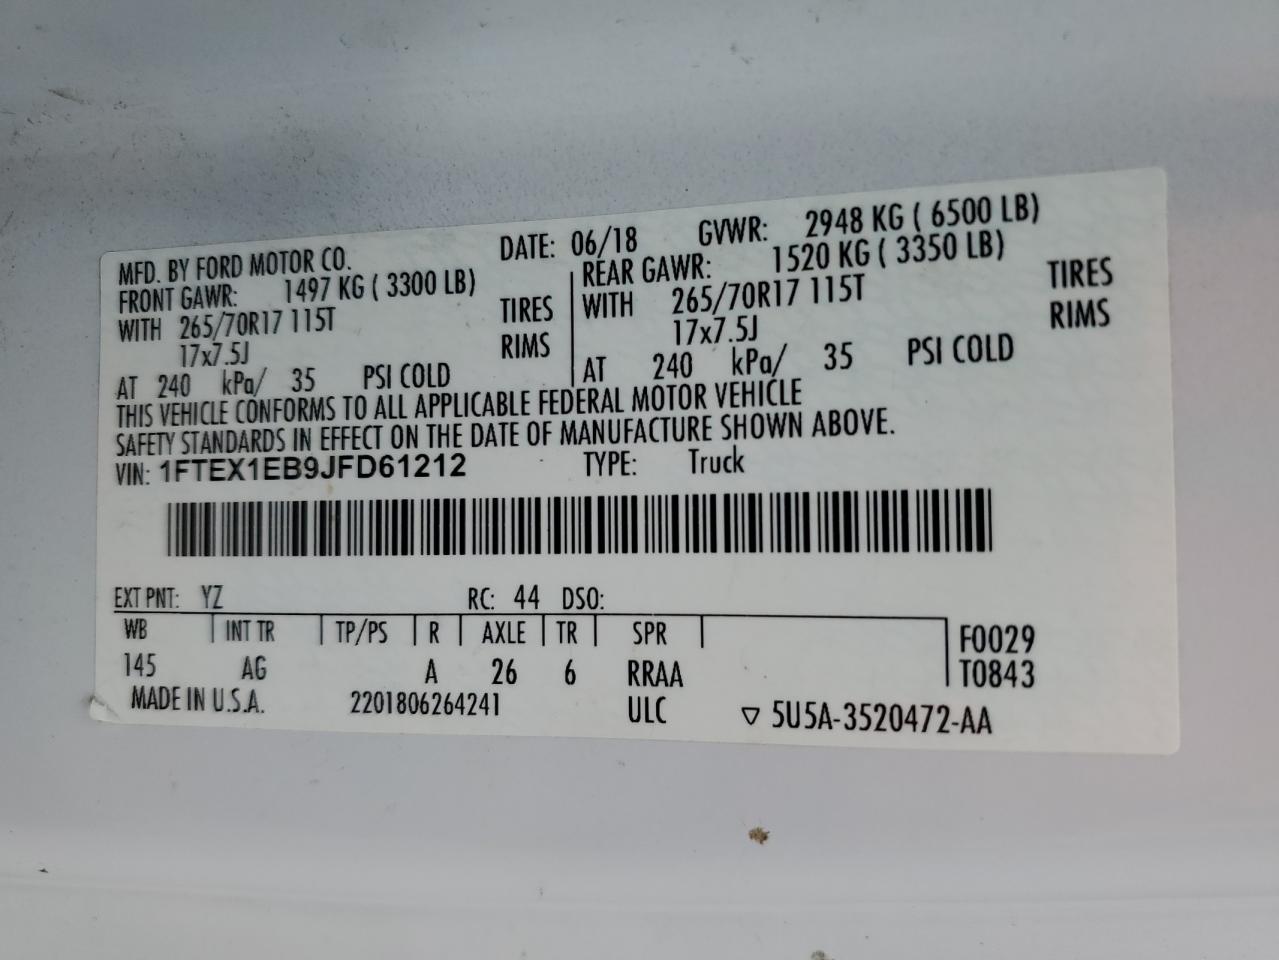 MFD. BY FORD MOTOR CO. DATE: 06/18 GVWR: 2948 KG ( 6500 LB)
FRONT GAWR: 1497 KG ( 3300 LB) REAR GAWR: 1520 KG ( 3350 LB)
WITH 265/70R17 115T TIRES WITH 265/70R17 115T TIRES
17x7.5J RIMS 17x7.5J RIMS
AT 240 kPa/ 35 PSI COLD AT 240 kPa/ 35 PSI COLD
THIS VEHICLE CONFORMS TO ALL APPLICABLE FEDERAL MOTOR VEHICLE
SAFETY STANDARDS IN EFFECT ON THE DATE OF MANUFACTURE SHOWN ABOVE.
VIN: 1FTEX1EB9JFD61212 TYPE: Truck
EXT PNT: YZ RC: 44 DSO:
WB INT TR TP/PS R AXLE TR SPR F0029
145 AG A 26 6 RRAA T0843
MADE IN U.S.A. 2201806264241 ULC ▽ 5U5A-3520472-AA